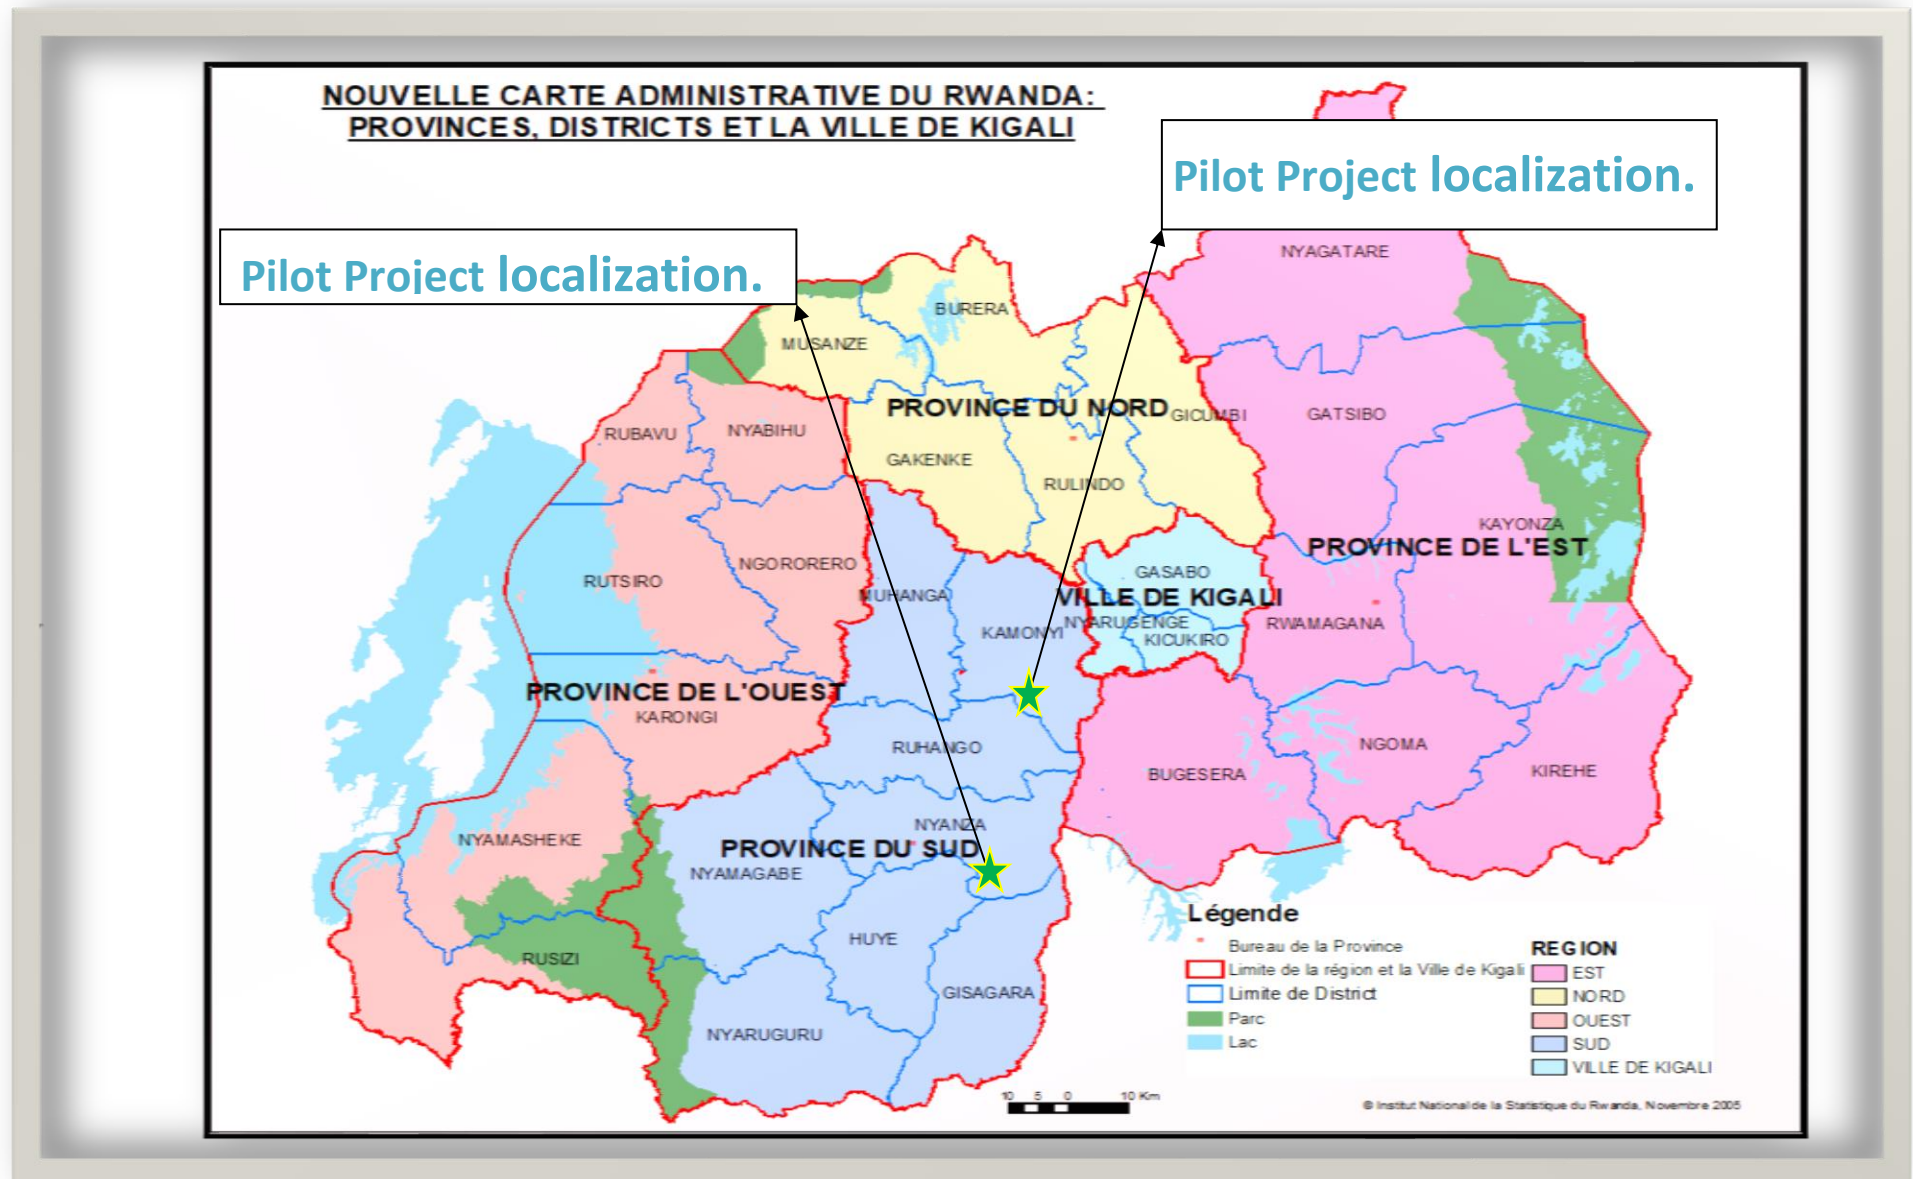 NOUVELLE CARTE ADMINISTRATIVE DU RWANDA:
PROVINCES, DISTRICTS ET LA VILLE DE KIGALI
Pilot Project localization.
Pilot Project localization.
NYAGATARE
BURERA
MUSANZE
PROVINCE DU NORD
GICUMBI
GATSIBO
RUBAVU
NYABIHU
GAKENKE
RULINDO
KAYONZA
PROVINCE DE L'EST
NGORORERO
RUTSIRO
GASABO
MUHANGA
VILLE DE KIGALI
NYARUGENGE
RWAMAGANA
KAMONYI
KICUKIRO
PROVINCE DE L'OUEST
KARONGI
RUHANGO
NGOMA
KIREHE
BUGESERA
NYANZA
NYAMASHEKE
PROVINCE DU SUD
NYAMAGABE
HUYE
RUSIZI
GISAGARA
NYARUGURU
Légende
Bureau de la Province
Limite de la région et la Ville de Kigali
Limite de District
Parc
Lac
REGION
EST
NORD
OUEST
SUD
VILLE DE KIGALI
10 5 0 10 Km
© Institut National de la Statistique du Rwanda, Novembre 2005